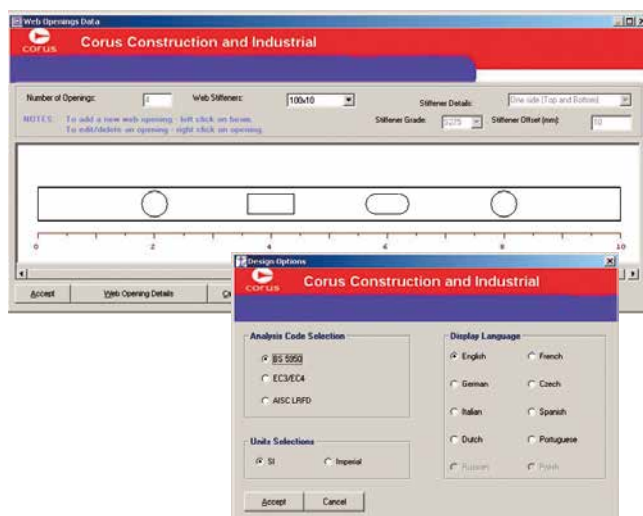 Web Openings Data
corus
Corus Construction and Industrial
Number of Openings: 4 Web Stiffeners: 100x10 Stiffener Details: One side (Top and Bottom)
NOTES: To add a new web opening - left click on beam. Stiffener Grade: S275 Stiffener Offset (mm): 10
To edit/delete an opening - right click on opening.
0 2 4 6 8 10
Accept Web Opening Details
Design Options
corus
Corus Construction and Industrial
Analysis Code Selection Display Language
BS 5950 English French
EC3/EC4 German Czech
AISC LRFD Italian Spanish
Units Selections Dutch Portuguese
SI Imperial Russian Polish
Accept Cancel